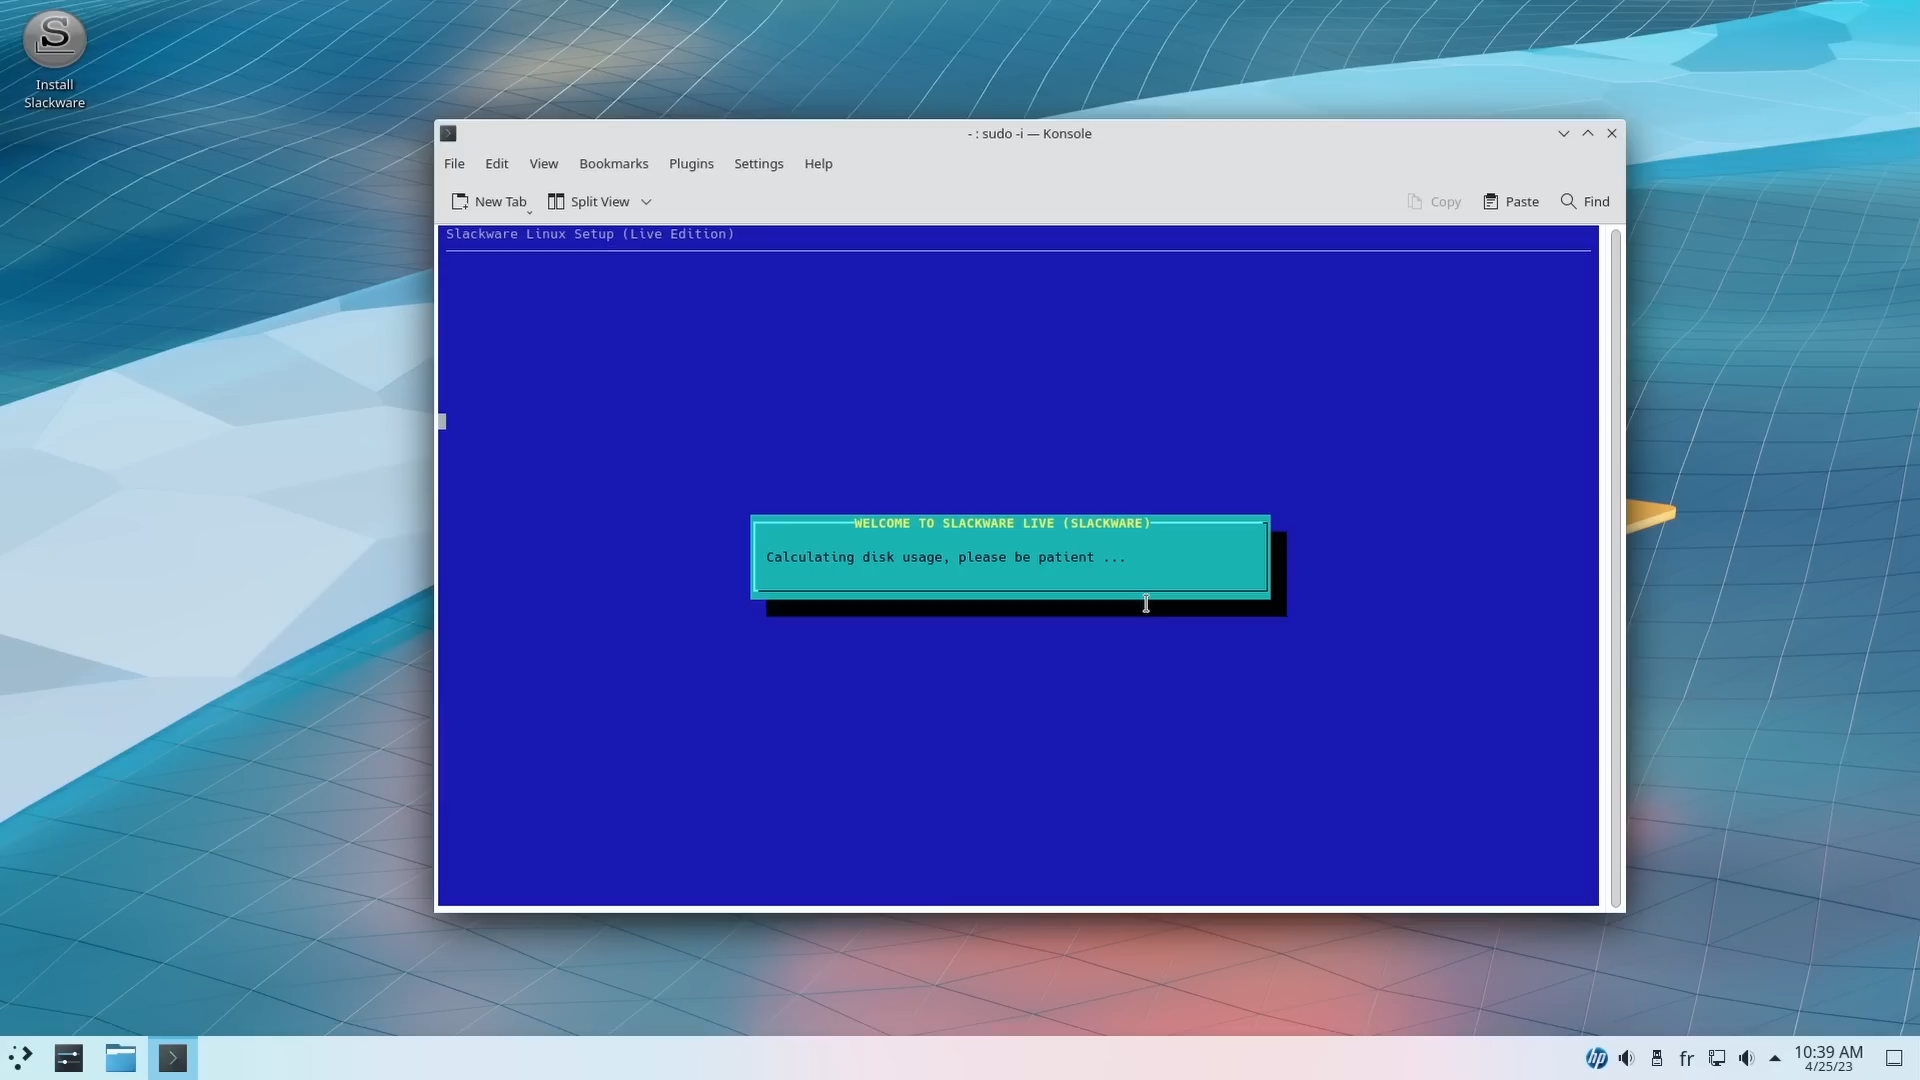 Install
Slackware
- : sudo -i — Konsole
File Edit View Bookmarks Plugins Settings Help
New Tab Split View Copy Paste Find
Slackware Linux Setup (Live Edition)
WELCOME TO SLACKWARE LIVE (SLACKWARE)
Calculating disk usage, please be patient ...
hp fr 10:39 AM
4/25/23